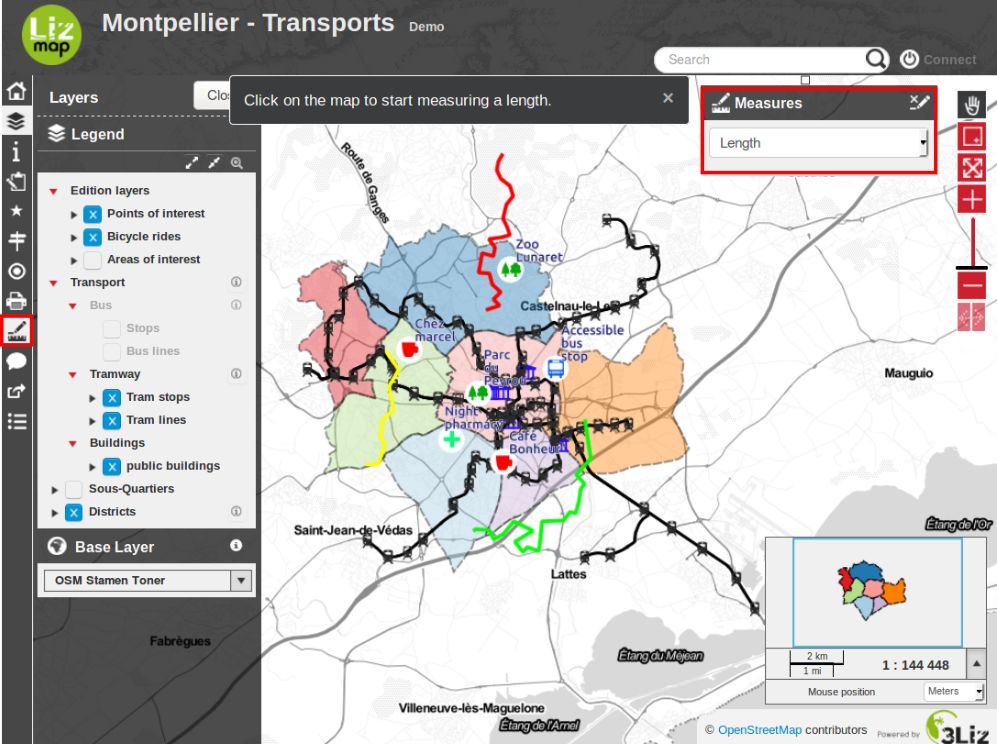 Liz
map
Montpellier - Transports Demo
Search
Connect
Layers
Clo
Click on the map to start measuring a length.
×
Measures
Length
Legend
Edition layers
Points of interest
Bicycle rides
Areas of interest
Transport
Bus
Stops
Bus lines
Tramway
Tram stops
Tram lines
Buildings
public buildings
Sous-Quartiers
Districts
Base Layer
OSM Stamen Toner
Route de Ganges
Zoo
Lunaret
Castelnau-le-Lez
Chez
marcel
Accessible
bus
stop
Parc
du
Peyrou
Night
pharmacy
Café
Bonheur
Mauguio
Saint-Jean-de-Védas
Lattes
Étang de l'Or
Fabrègues
Étang du Méjean
Villeneuve-lès-Maguelone
Étang de l'Arnel
2 km
1 mi
1 : 144 448
Mouse position
Meters
© OpenStreetMap contributors
Powered by
3Liz